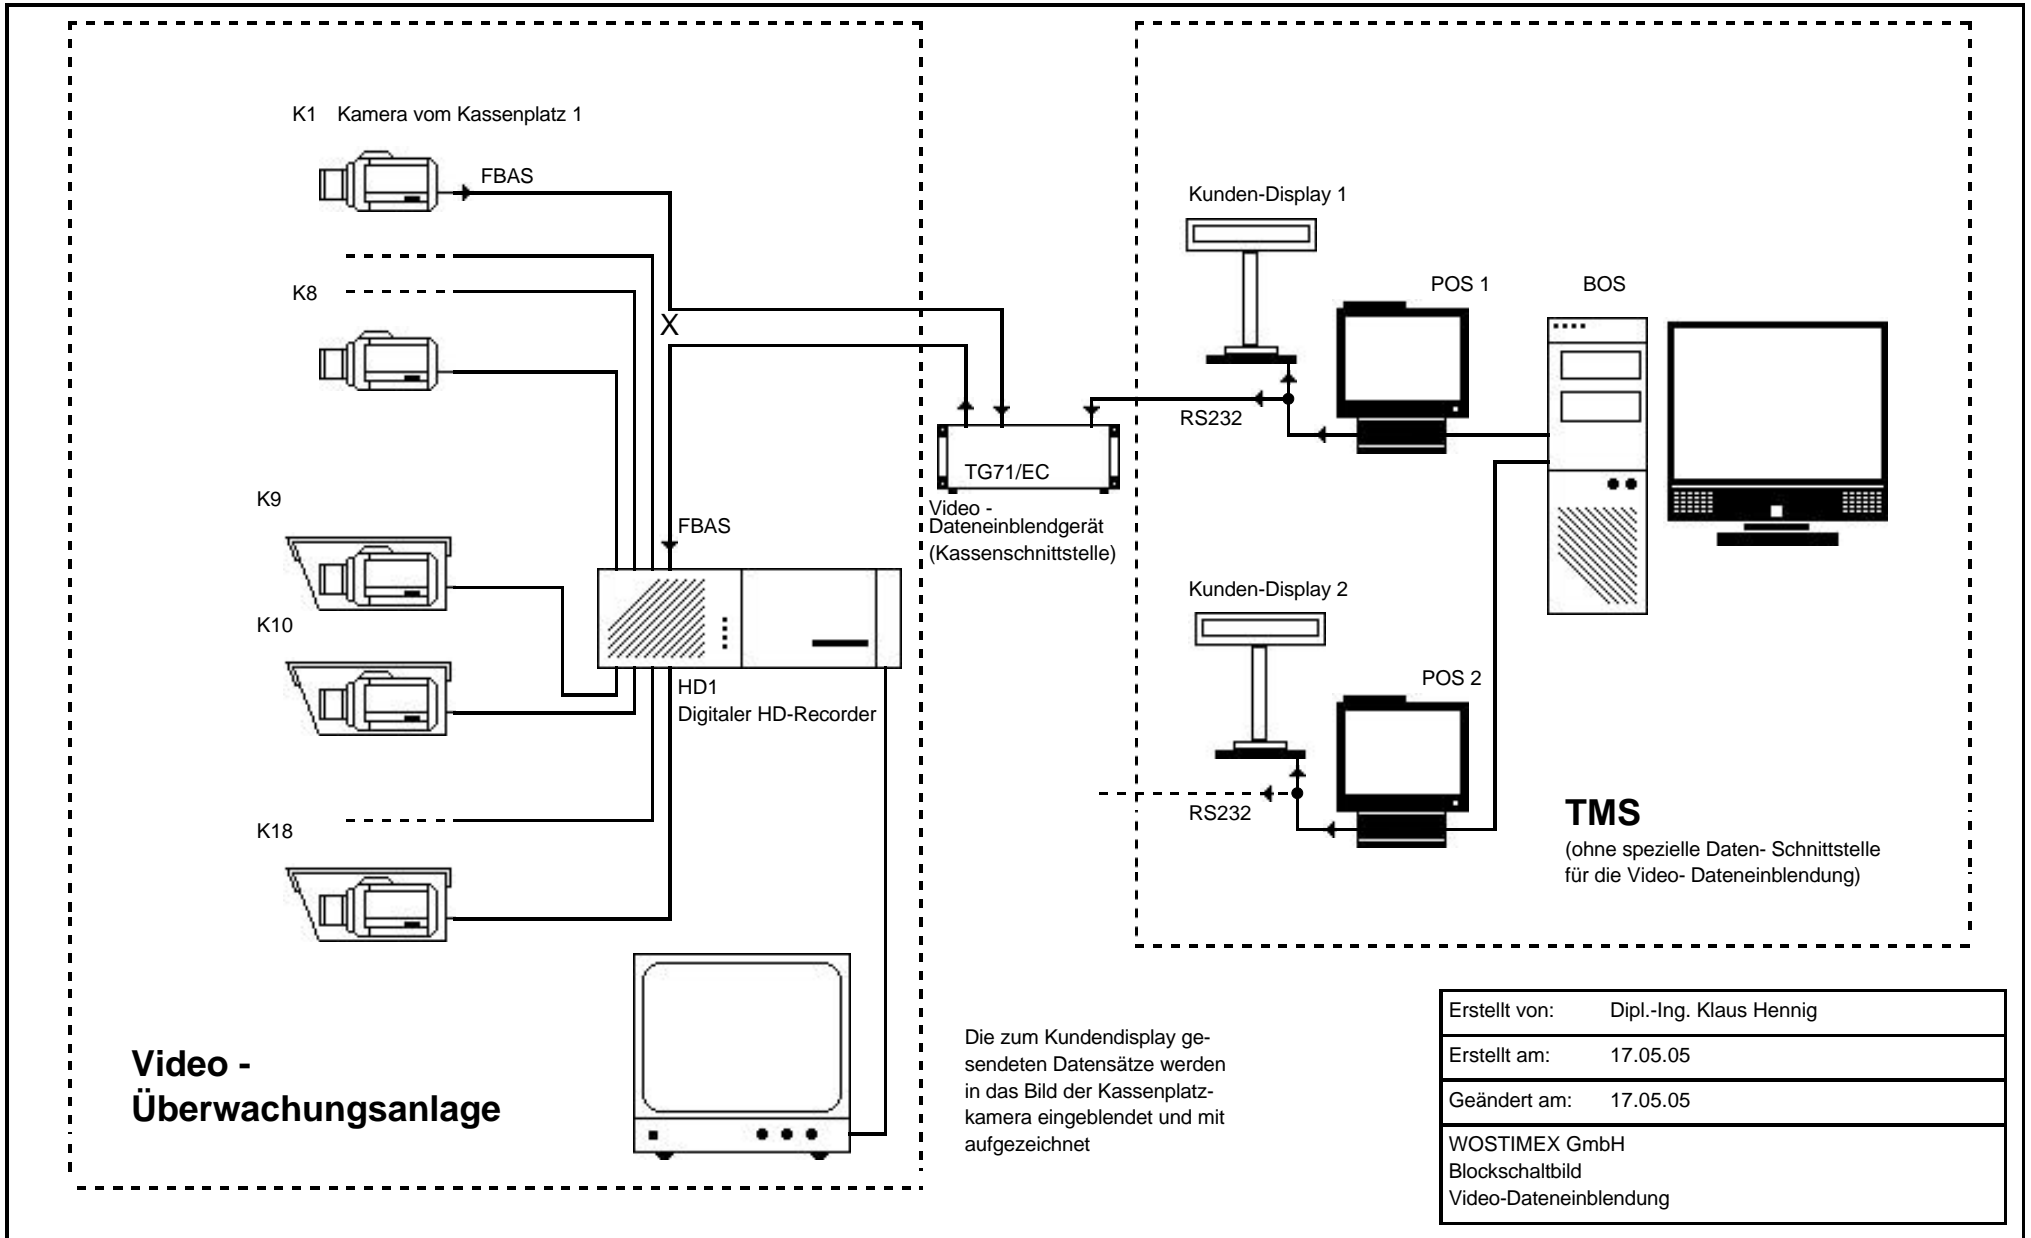 K1 Kamera vom Kassenplatz 1
FBAS
K8
X
K9
FBAS
K10
HD1
Digitaler HD-Recorder
K18
Video -
Überwachungsanlage
TG71/EC
Video -
Dateneinblendgerät
(Kassenschnittstelle)
Kunden-Display 1
POS 1
BOS
RS232
Kunden-Display 2
POS 2
RS232
TMS
(ohne spezielle Daten- Schnittstelle
für die Video- Dateneinblendung)
Die zum Kundendisplay ge-
sendeten Datensätze werden
in das Bild der Kassenplatz-
kamera eingeblendet und mit
aufgezeichnet
Erstellt von: Dipl.-Ing. Klaus Hennig
Erstellt am: 17.05.05
Geändert am: 17.05.05
WOSTIMEX GmbH
Blockschaltbild
Video-Dateneinblendung